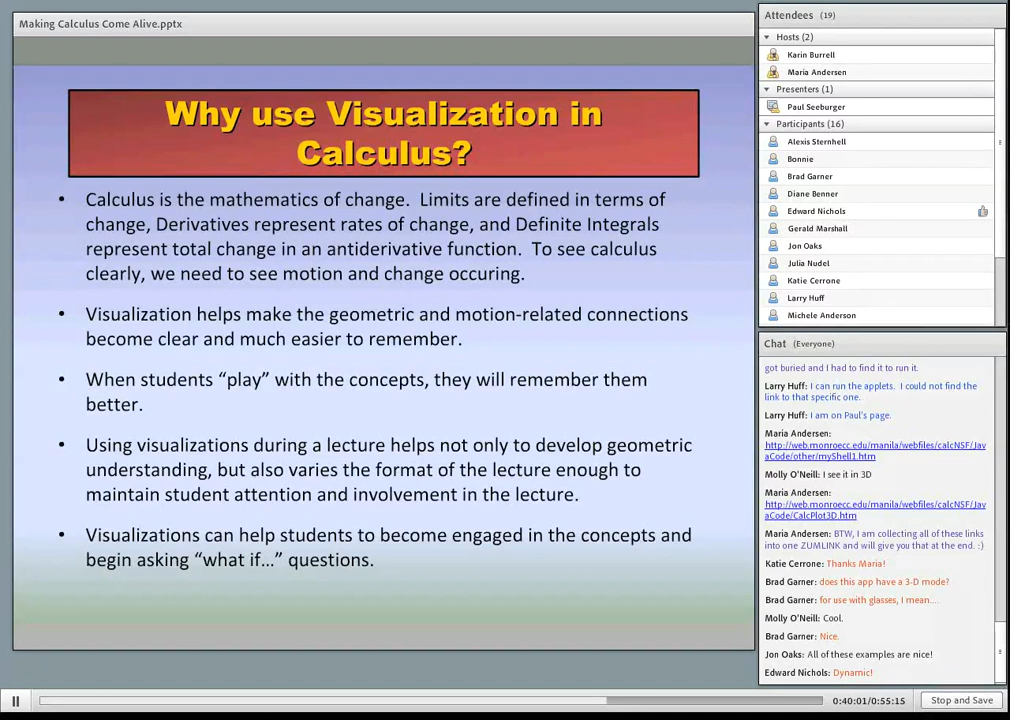 Making Calculus Come Alive.pptx
Why use Visualization in
Calculus?
• Calculus is the mathematics of change. Limits are defined in terms of
change, Derivatives represent rates of change, and Definite Integrals
represent total change in an antiderivative function. To see calculus
clearly, we need to see motion and change occuring.
• Visualization helps make the geometric and motion-related connections
become clear and much easier to remember.
• When students “play” with the concepts, they will remember them
better.
• Using visualizations during a lecture helps not only to develop geometric
understanding, but also varies the format of the lecture enough to
maintain student attention and involvement in the lecture.
• Visualizations can help students to become engaged in the concepts and
begin asking “what if…” questions.
Attendees (19)
Hosts (2)
Karin Burrell
Maria Andersen
Presenters (1)
Paul Seeburger
Participants (16)
Alexis Sternhell
Bonnie
Brad Garner
Diane Benner
Edward Nichols
Gerald Marshall
Jon Oaks
Julia Nudel
Katie Cerrone
Larry Huff
Michele Anderson
Chat (Everyone)
got buried and I had to find it to run it.
Larry Huff: I can run the applets. I could not find the
link to that specific one.
Larry Huff: I am on Paul's page.
Maria Andersen:
http://web.monroecc.edu/manila/webfiles/calcNSF/Jav
aCode/other/myShell1.htm
Molly O'Neill: I see it in 3D
Maria Andersen:
http://web.monroecc.edu/manila/webfiles/calcNSF/Jav
aCode/CalcPlot3D.htm
Maria Andersen: BTW, I am collecting all of these links
into one ZUMLINK and will give you that at the end. :)
Katie Cerrone: Thanks Maria!
Brad Garner: does this app have a 3-D mode?
Brad Garner: for use with glasses, I mean....
Molly O'Neill: Cool.
Brad Garner: Nice.
Jon Oaks: All of these examples are nice!
Edward Nichols: Dynamic!
0:40:01/0:55:15
Stop and Save